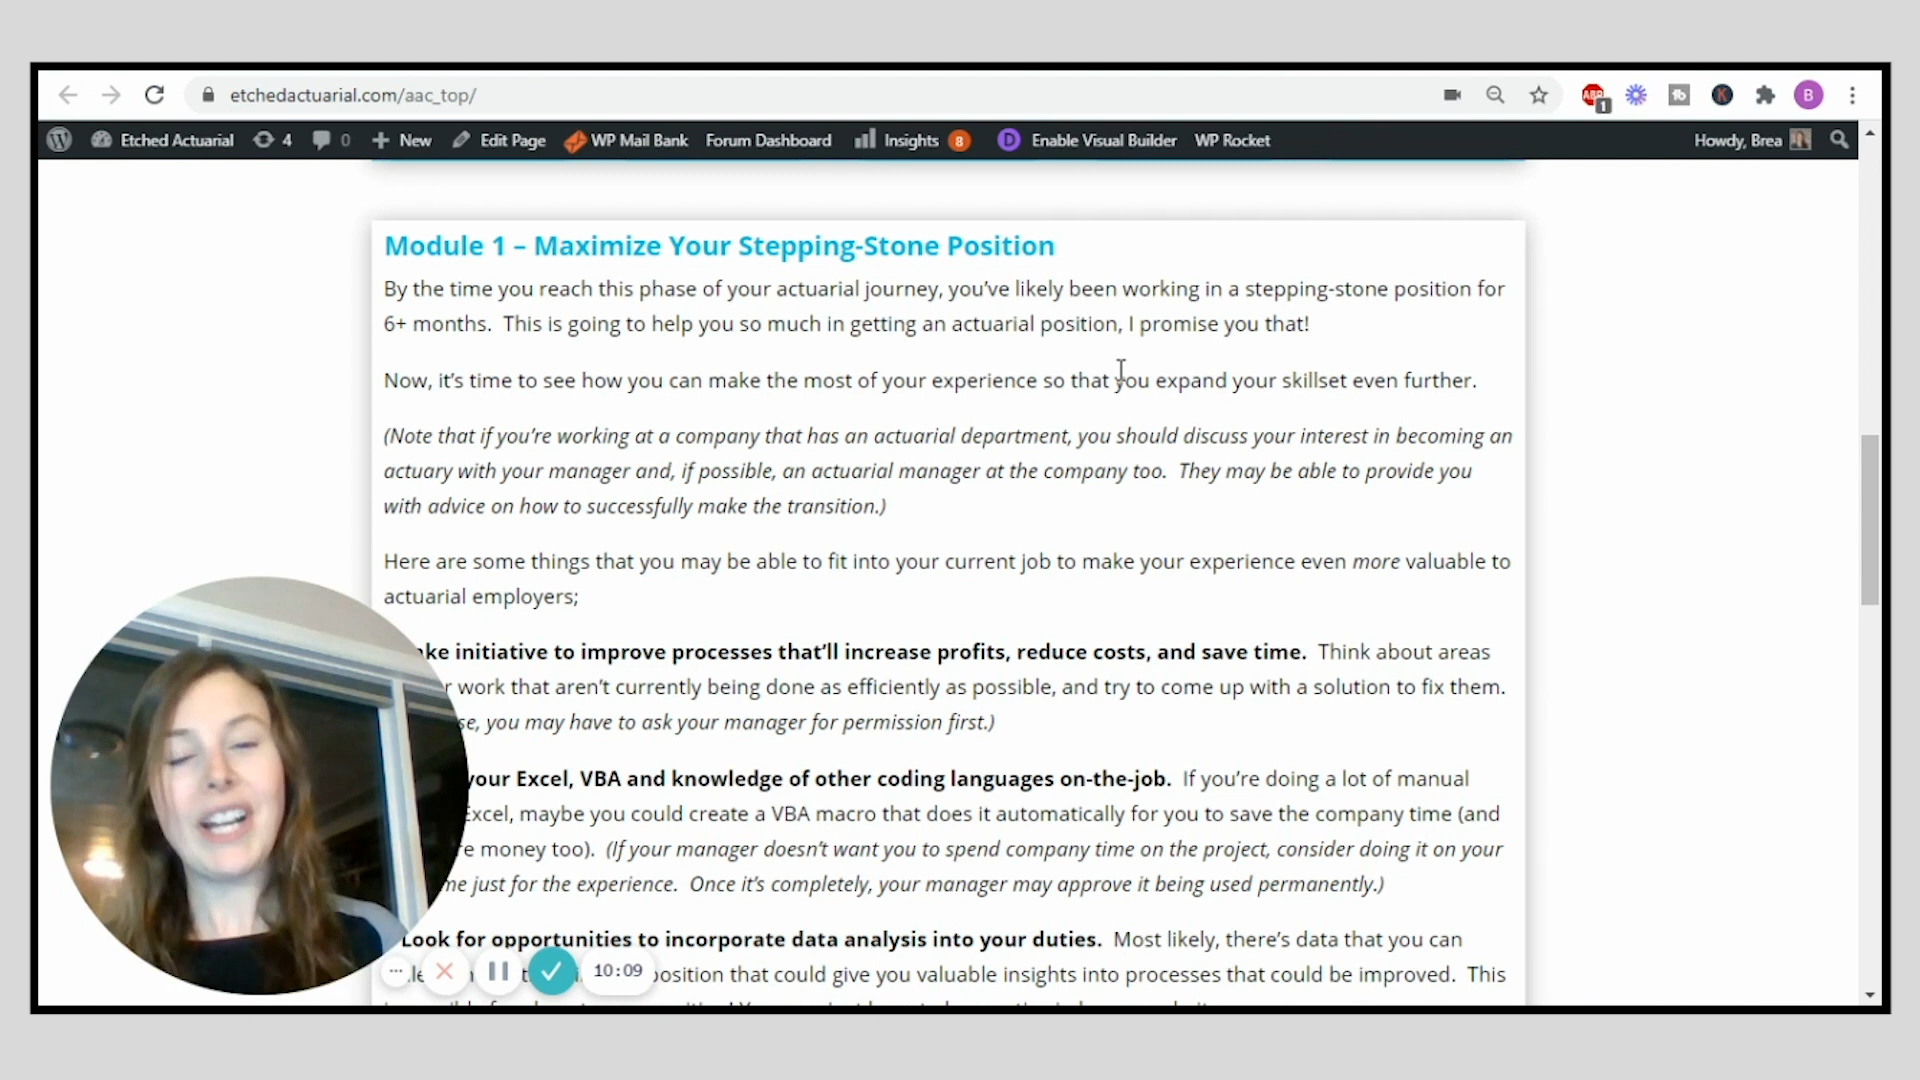 etchedactuarial.com/aac_top/
ABP 1 tb K B
Etched Actuarial 4 0 New Edit Page WP Mail Bank Forum Dashboard Insights 8 D Enable Visual Builder WP Rocket Howdy, Brea
Module 1 – Maximize Your Stepping-Stone Position
By the time you reach this phase of your actuarial journey, you’ve likely been working in a stepping-stone position for
6+ months. This is going to help you so much in getting an actuarial position, I promise you that!
Now, it’s time to see how you can make the most of your experience so that you expand your skillset even further.
(Note that if you’re working at a company that has an actuarial department, you should discuss your interest in becoming an
actuary with your manager and, if possible, an actuarial manager at the company too. They may be able to provide you
with advice on how to successfully make the transition.)
Here are some things that you may be able to fit into your current job to make your experience even more valuable to
actuarial employers;
ke initiative to improve processes that’ll increase profits, reduce costs, and save time. Think about areas
r work that aren’t currently being done as efficiently as possible, and try to come up with a solution to fix them.
se, you may have to ask your manager for permission first.)
your Excel, VBA and knowledge of other coding languages on-the-job. If you’re doing a lot of manual
Excel, maybe you could create a VBA macro that does it automatically for you to save the company time (and
re money too). (If your manager doesn’t want you to spend company time on the project, consider doing it on your
me just for the experience. Once it’s completely, your manager may approve it being used permanently.)
Look for opportunities to incorporate data analysis into your duties. Most likely, there’s data that you can
position that could give you valuable insights into processes that could be improved. This
10:09